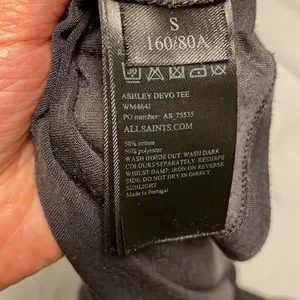 S
160/80A
30
ASHLEY DEVO TEE
WM464J
PO number: AS_75535
ALLSAINTS.COM
50% cotton
50% polyester
WASH INSIDE OUT. WASH DARK
COLOURS SEPARATELY. RESHAPE
WHILST DAMP. IRON ON REVERSE
SIDE. DO NOT DRY IN DIRECT
SUNLIGHT
Made in Portugal